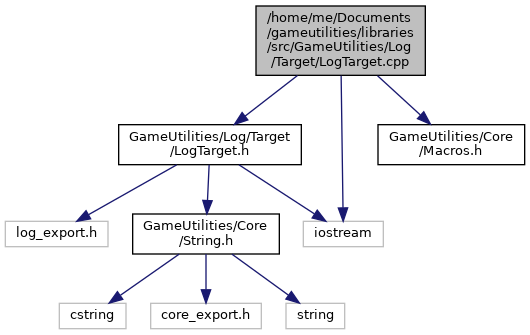 /home/me/Documents
/gameutilities/libraries
/src/GameUtilities/Log
/Target/LogTarget.cpp
GameUtilities/Log/Target
/LogTarget.h
GameUtilities/Core
/Macros.h
log_export.h
GameUtilities/Core
/String.h
iostream
cstring
core_export.h
string